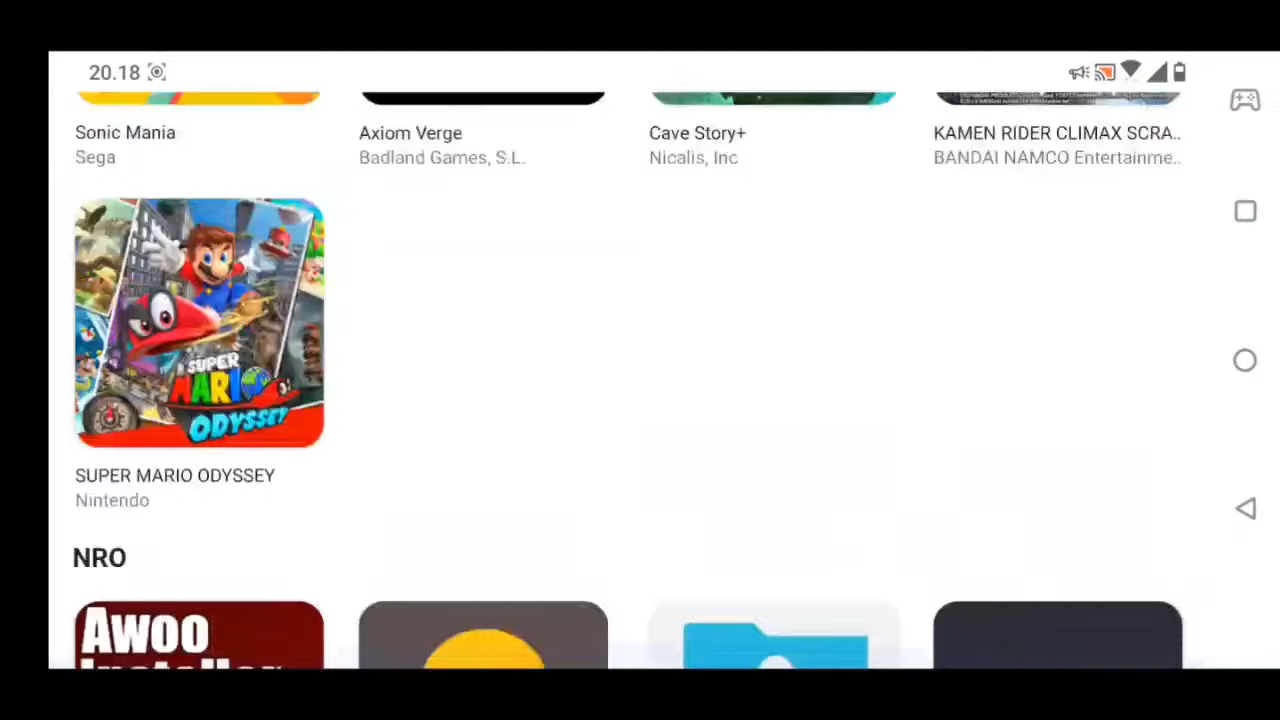 20.18
Sonic Mania
Sega
Axiom Verge
Badland Games, S.L.
Cave Story+
Nicalis, Inc
KAMEN RIDER CLIMAX SCRA..
BANDAI NAMCO Entertainme..
SUPER
MARIO
ODYSSEY
SUPER MARIO ODYSSEY
Nintendo
NRO
AWOO
Installer